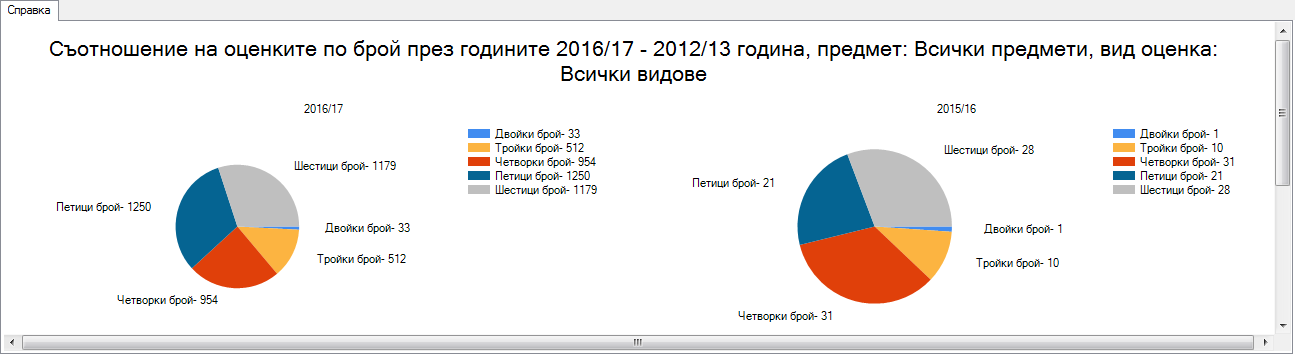 Справка
Съотношение на оценките по брой през годините 2016/17 - 2012/13 година, предмет: Всички предмети, вид оценка:
Всички видове
2016/17
Двойки брой- 33
Тройки брой- 512
Четворки брой- 954
Петици брой- 1250
Шестици брой- 1179
Шестици брой- 1179
Петици брой- 1250
Двойки брой- 33
Тройки брой- 512
Четворки брой- 954
2015/16
Двойки брой- 1
Тройки брой- 10
Четворки брой- 31
Петици брой- 21
Шестици брой- 28
Шестици брой- 28
Петици брой- 21
Двойки брой- 1
Тройки брой- 10
Четворки брой- 31